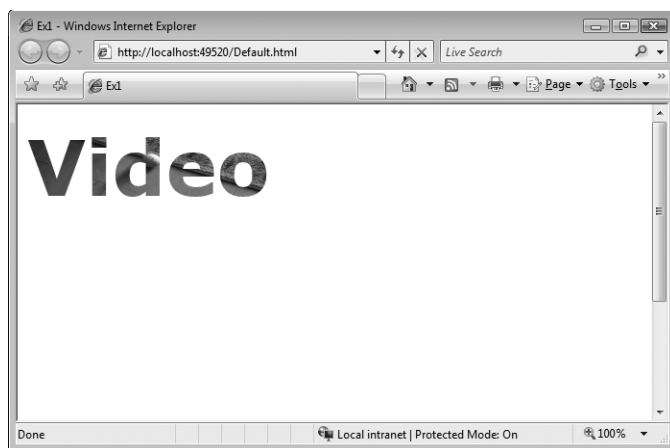 Ex1 - Windows Internet Explorer
http://localhost:49520/Default.html Live Search
Ex1 Page Tools »
Video
Done Local intranet | Protected Mode: On 100%